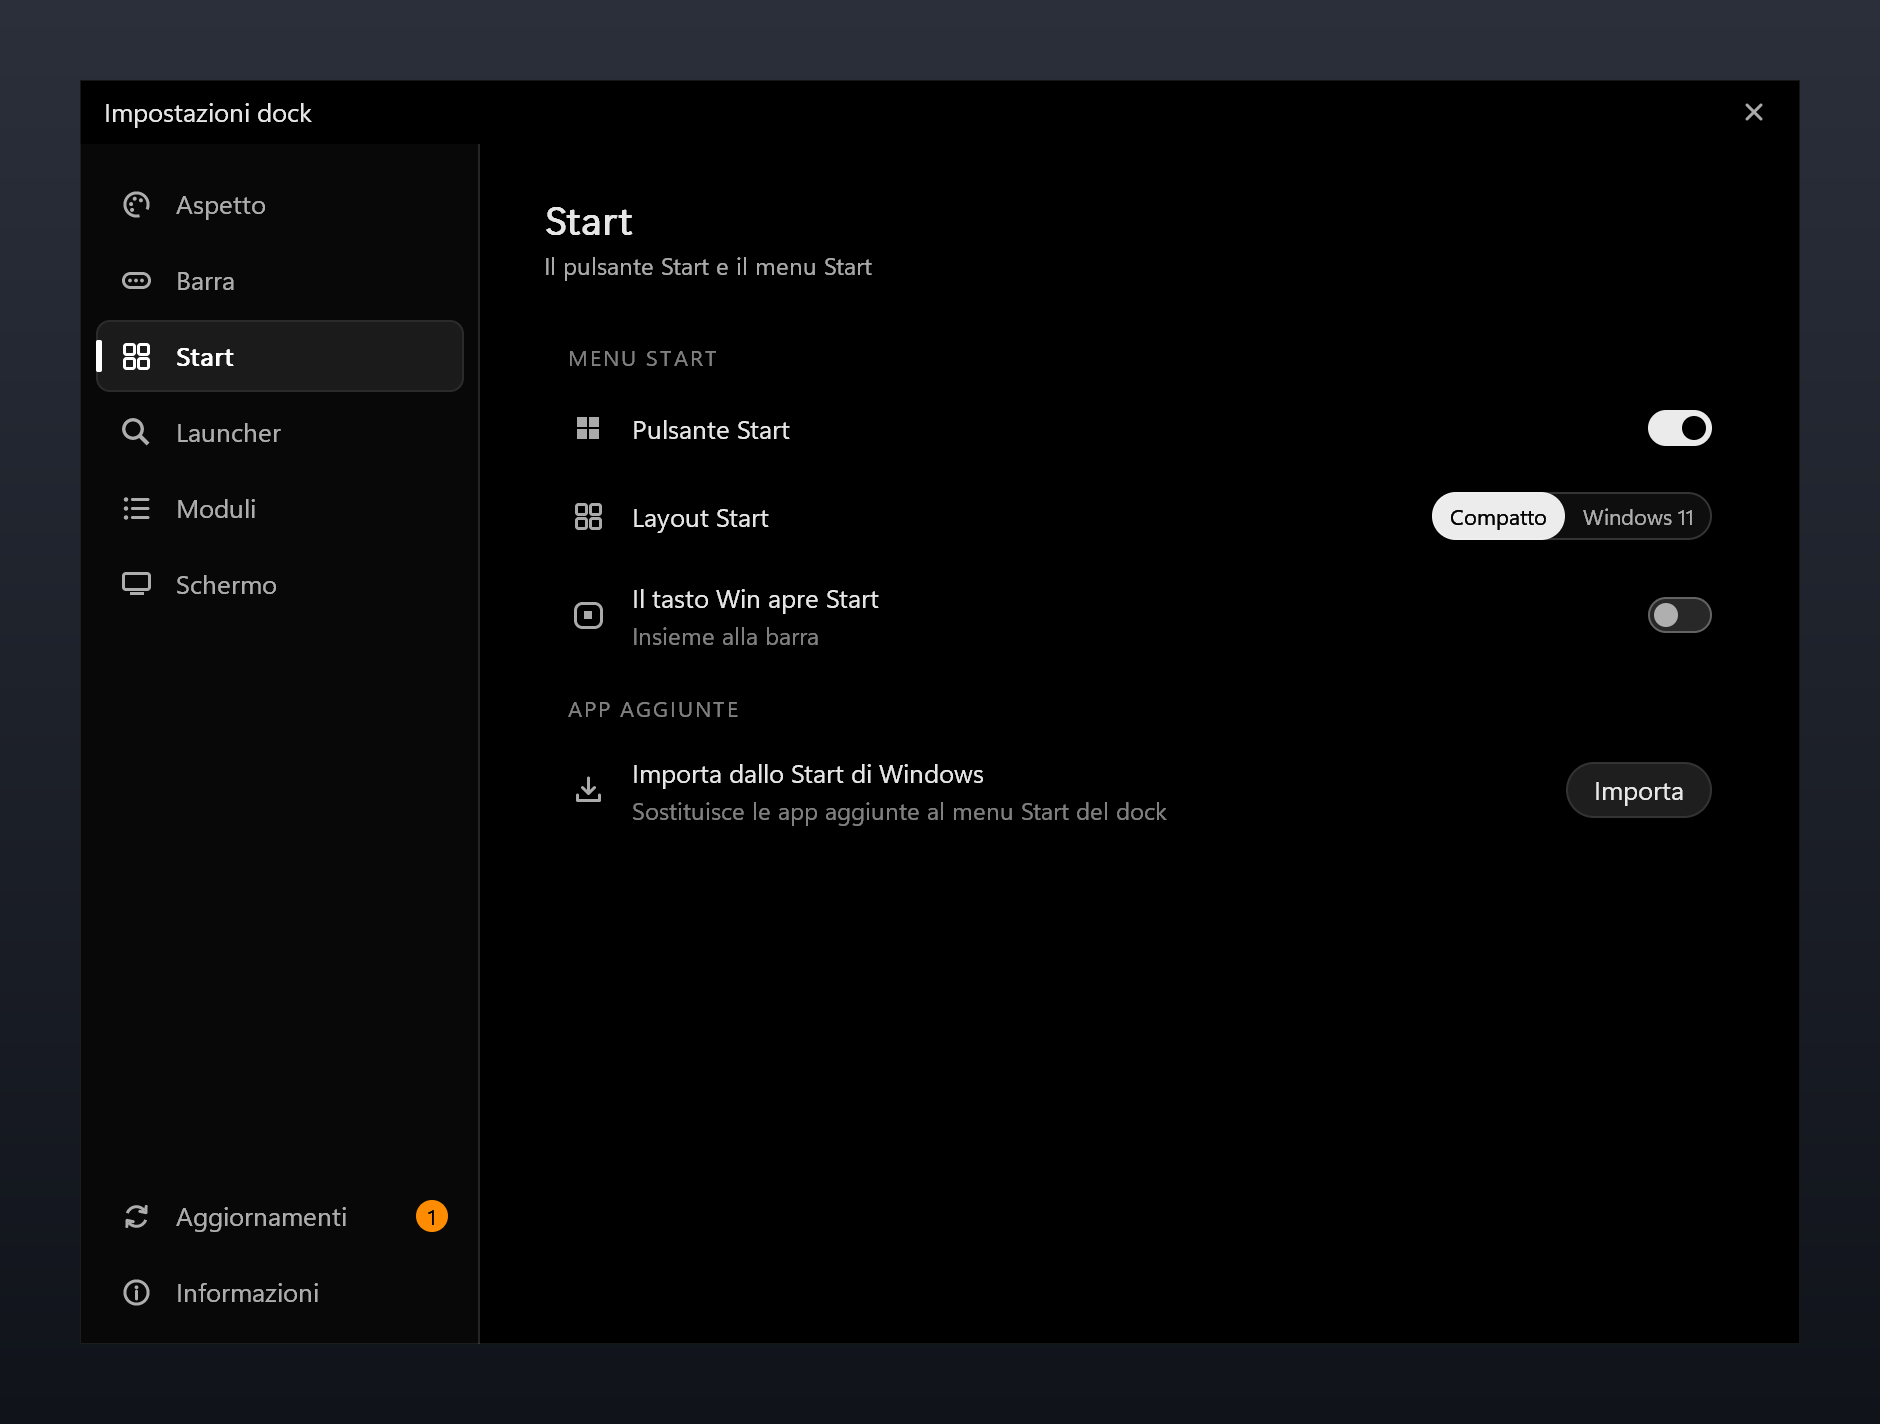 Impostazioni dock
Aspetto
Barra
Start
Launcher
Moduli
Schermo
Aggiornamenti 1
Informazioni
Start
Il pulsante Start e il menu Start
MENU START
Pulsante Start
Layout Start
Compatto Windows 11
Il tasto Win apre Start
Insieme alla barra
APP AGGIUNTE
Importa dallo Start di Windows
Sostituisce le app aggiunte al menu Start del dock
Importa